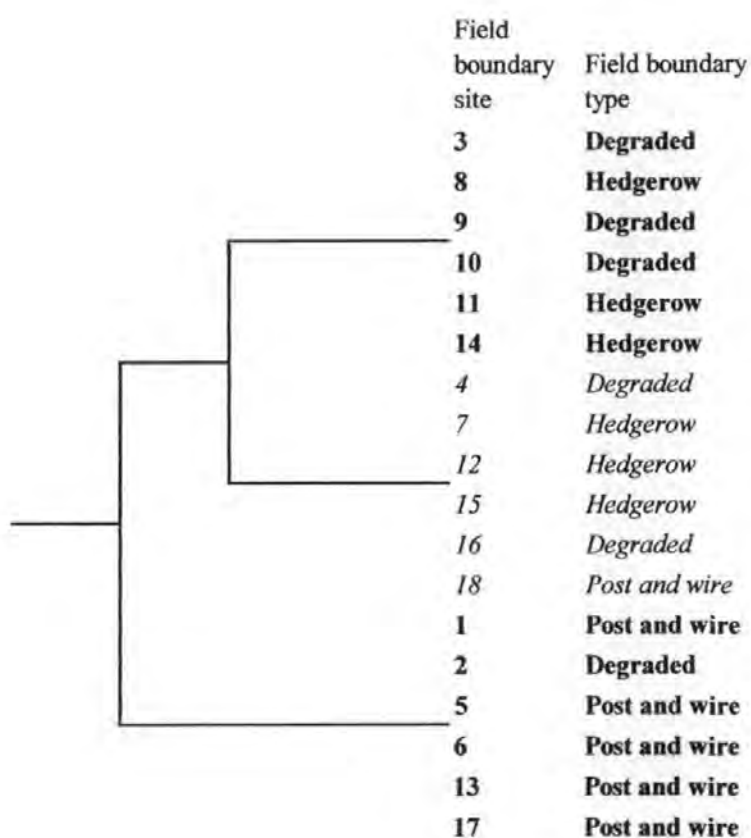 Field
boundary Field boundary
site type
3 Degraded
8 Hedgerow
9 Degraded
10 Degraded
11 Hedgerow
14 Hedgerow
4 Degraded
7 Hedgerow
12 Hedgerow
15 Hedgerow
16 Degraded
18 Post and wire
1 Post and wire
2 Degraded
5 Post and wire
6 Post and wire
13 Post and wire
17 Post and wire